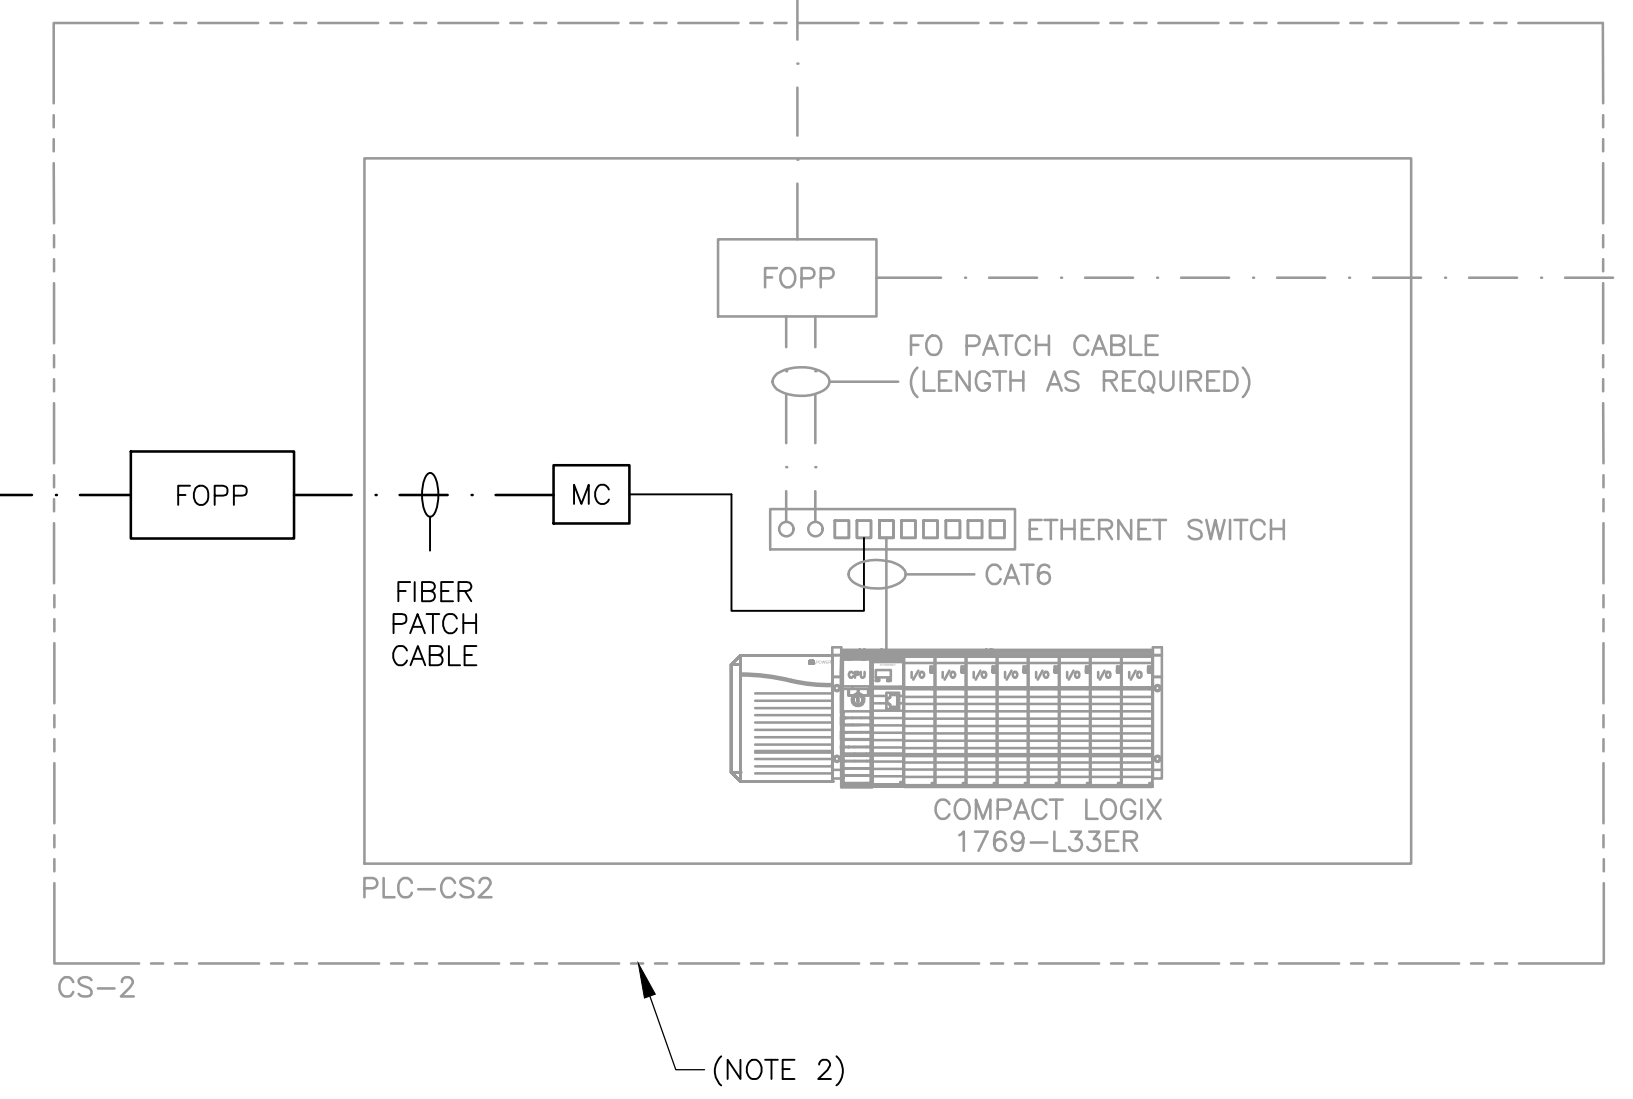 FOPP
FO PATCH CABLE
(LENGTH AS REQUIRED)
FOPP
MC
ETHERNET SWITCH
CAT6
FIBER
PATCH
CABLE
CPU
I/O I/O I/O I/O I/O I/O I/O I/O
COMPACT LOGIX
1769-L33ER
PLC-CS2
CS-2
(NOTE 2)